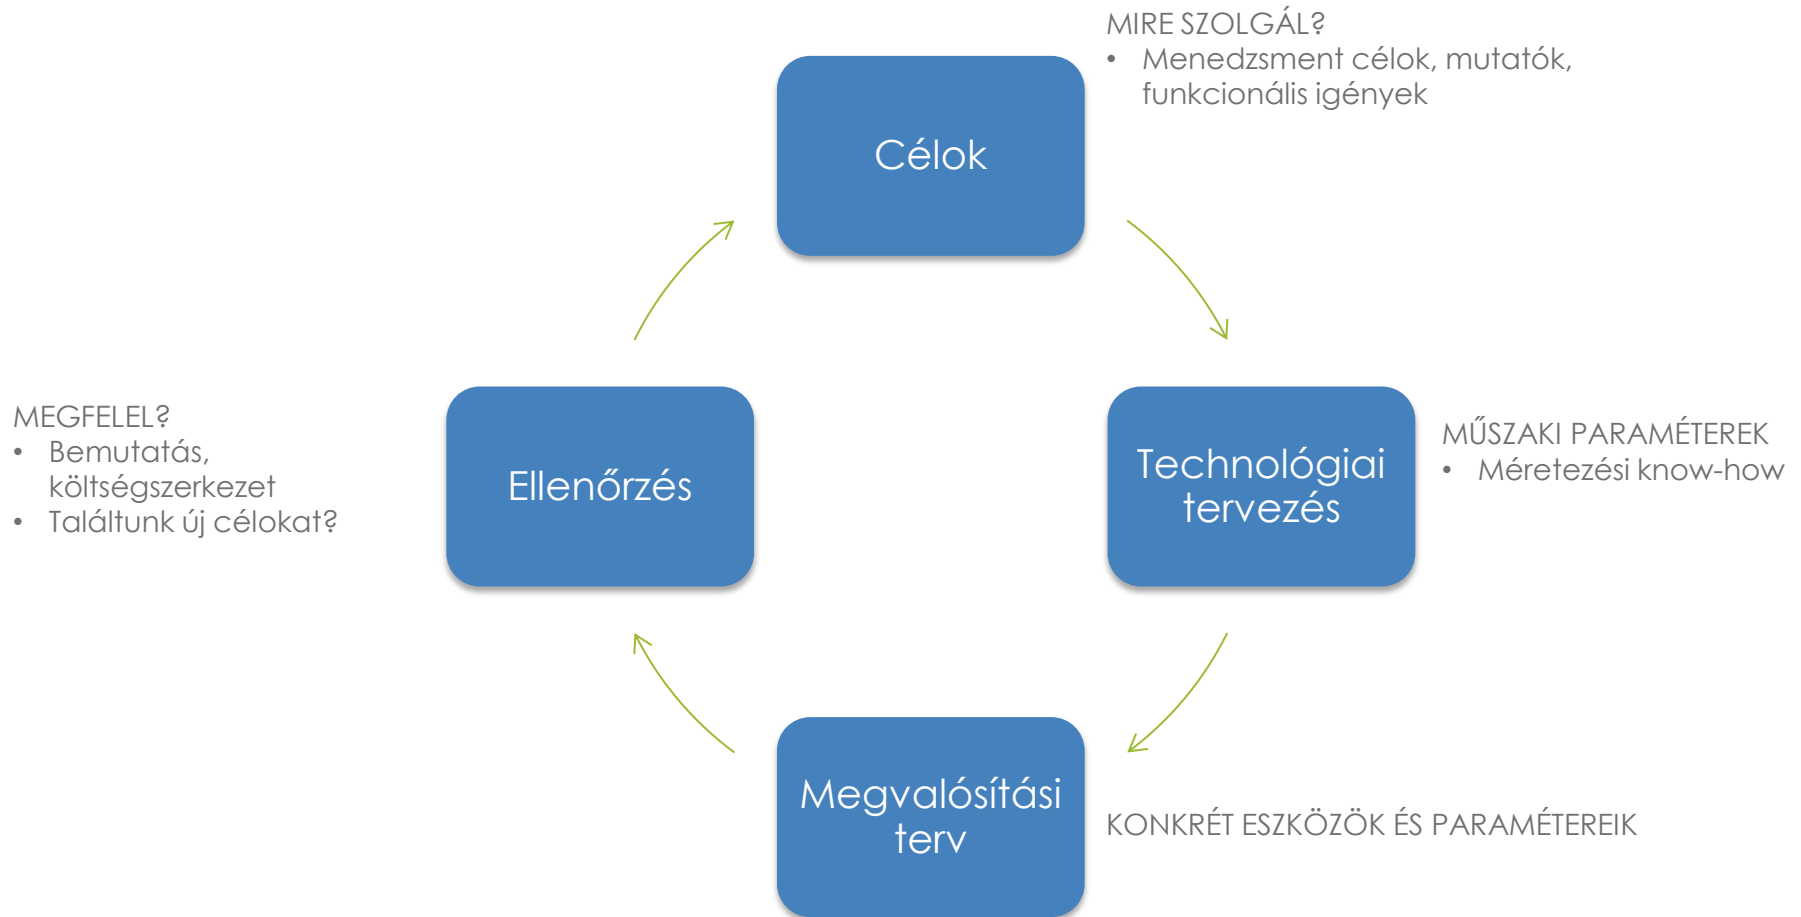 MIRE SZOLGÁL?
• Menedzsment célok, mutatók,
funkcionális igények
Célok
MŰSZAKI PARAMÉTEREK
• Méretezési know-how
Technológiai
tervezés
Megvalósítási
terv
KONKRÉT ESZKÖZÖK ÉS PARAMÉTEREIK
MEGFELEL?
• Bemutatás,
költségszerkezet
• Találtunk új célokat?
Ellenőrzés